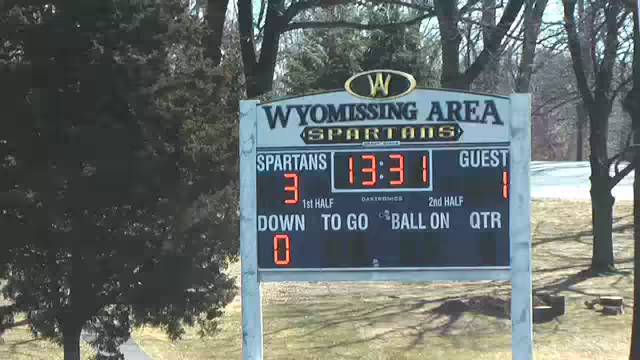 W
WYOMISSING AREA
SPARTANS
SPARTANS 13:31 GUEST
3 1
1st HALF DAKTRONICS 2nd HALF
DOWN TO GO BALL ON QTR
0